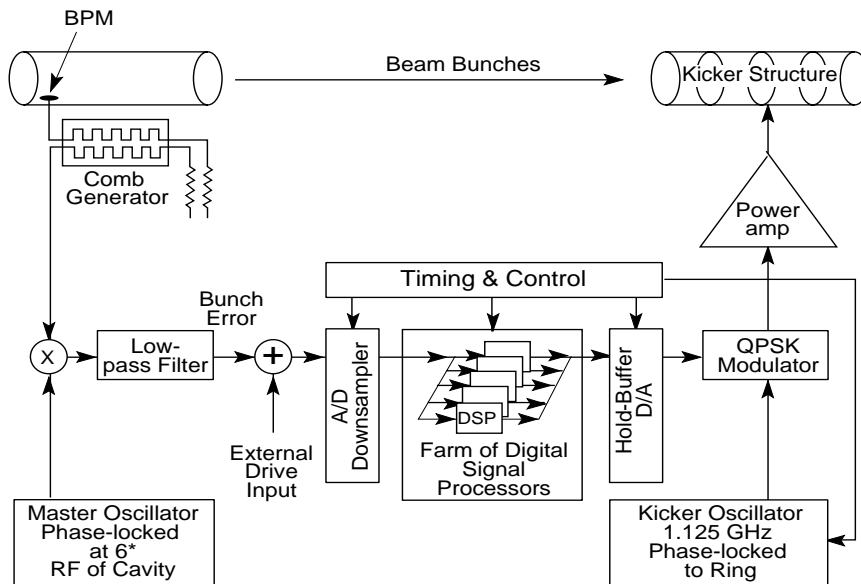 BPM
Beam Bunches
Kicker Structure
Comb
Generator
Power
amp
Timing & Control
Bunch
Error
X
Low-
pass Filter
+
A/D
Downsampler
DSP
Farm of Digital
Signal
Processors
Hold-Buffer
D/A
QPSK
Modulator
External
Drive
Input
Master Oscillator
Phase-locked
at 6*
RF of Cavity
Kicker Oscillator
1.125 GHz
Phase-locked
to Ring